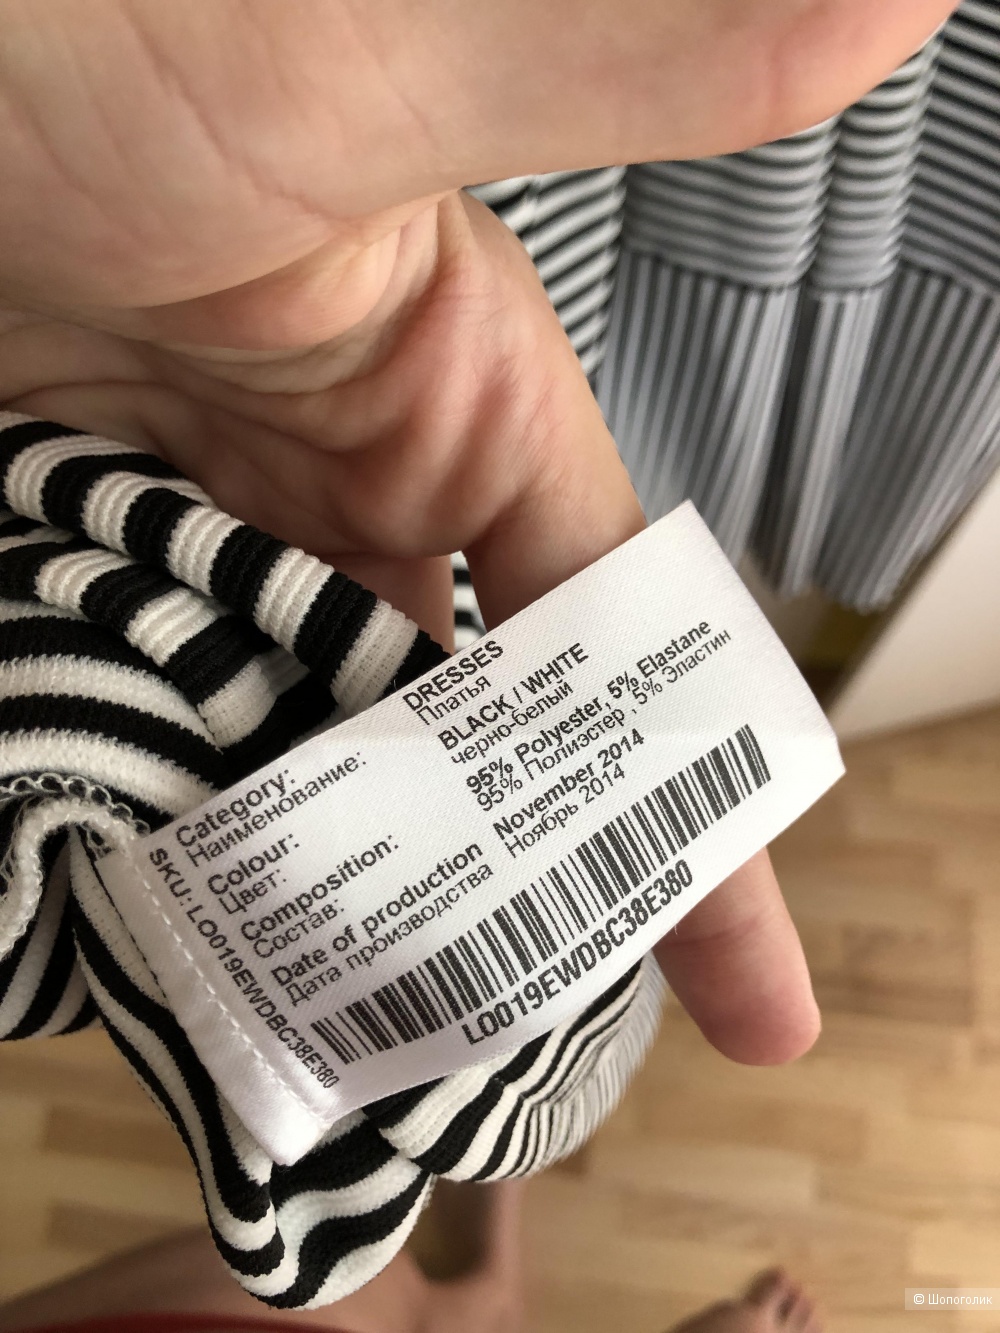 Category: DRESSES
Наименование: Платья
Colour: BLACK / WHITE
Цвет: черно-белый
Composition: 95% Polyester, 5% Elastane
Состав: 95% Полиэстер , 5% Эластин
Date of production November 2014
Дата производства Ноябрь 2014
LO019EWDBC38E380
SKU: LO019EWDBC38E380
© Шопоголик